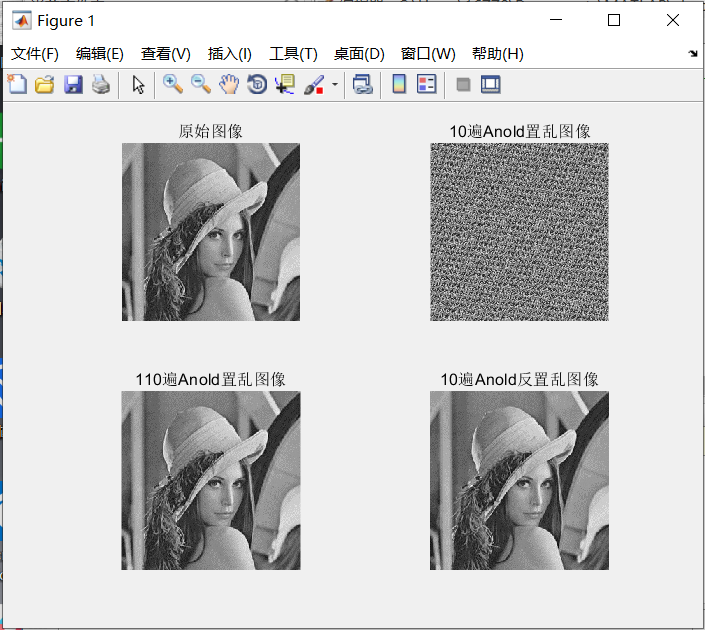 Figure 1
文件(F) 编辑(E) 查看(V) 插入(I) 工具(T) 桌面(D) 窗口(W) 帮助(H)
原始图像
10遍Anold置乱图像
110遍Anold置乱图像
10遍Anold反置乱图像